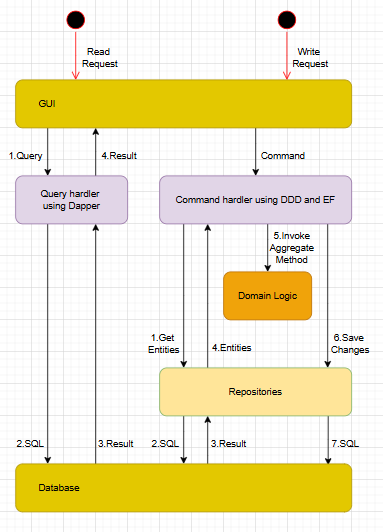 Read
Request
Write
Request
GUI
1.Query
4.Result
Command
Query hardler
using Dapper
Command hardler using DDD and EF
5.Invoke
Aggregate
Method
Domain Logic
1.Get
Entities
4.Entities
6.Save
Changes
Repositories
2.SQL
3.Result
2.SQL
3.Result
7.SQL
Database